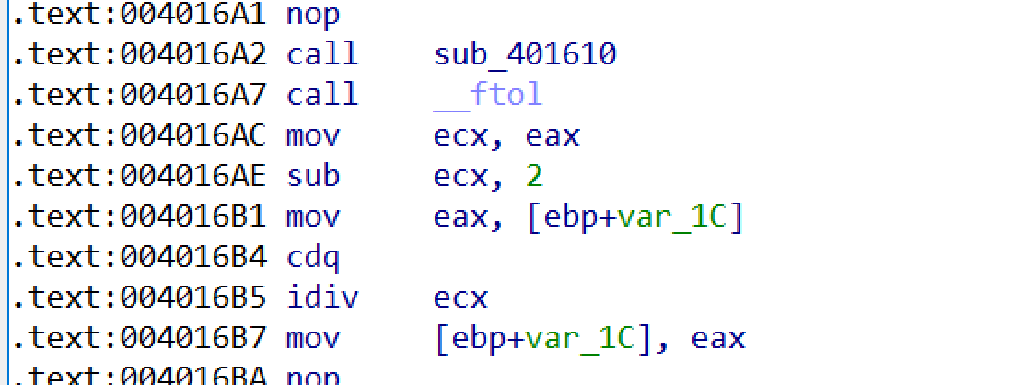 .text:004016A1 nop
.text:004016A2 call    sub_401610
.text:004016A7 call    __ftol
.text:004016AC mov     ecx, eax
.text:004016AE sub     ecx, 2
.text:004016B1 mov     eax, [ebp+var_1C]
.text:004016B4 cdq
.text:004016B5 idiv    ecx
.text:004016B7 mov     [ebp+var_1C], eax
.text:004016BA nop